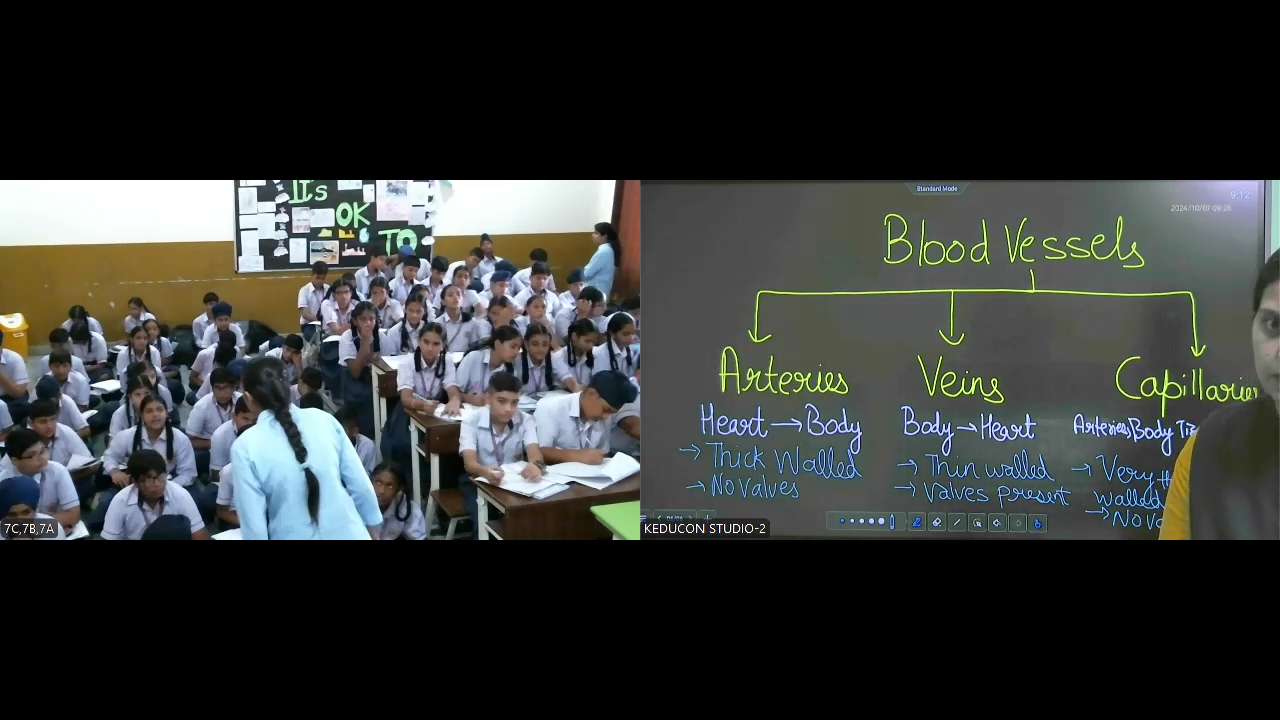 IT's
OK
TO
7C,7B,7A
Standard Mode
9:12
2024/10/07 09:26
Blood Vessels
Arteries
Veins
Capillaries
Heart → Body
Body → Heart
Arteries, Body
→ Thick Walled
→ Thin walled
→ Very
→ No Valves
→ Valves present
walled
→ No
KEDUCON STUDIO-2